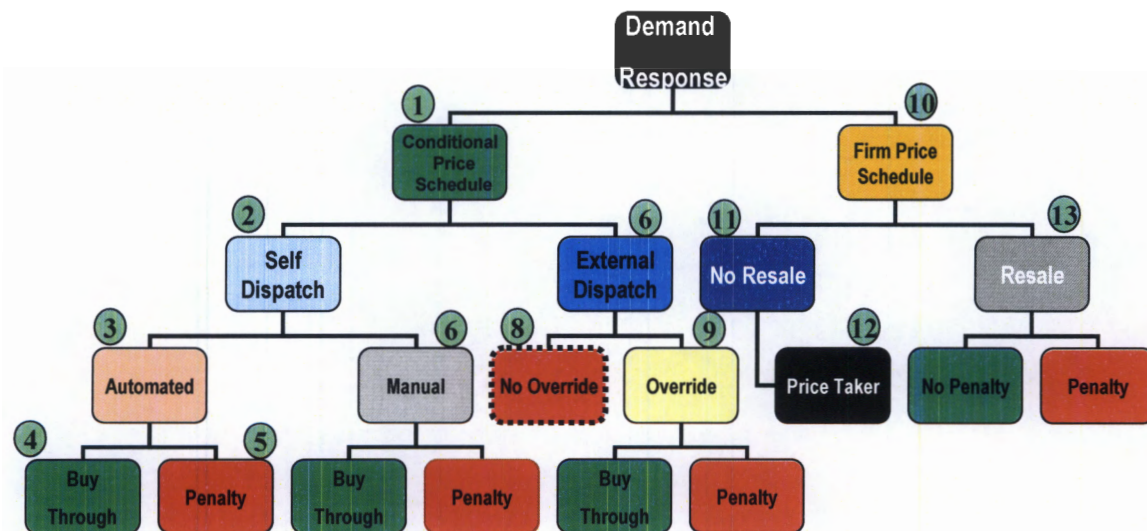 Demand
Response
1
10
Conditional
Price
Schedule
Firm Price
Schedule
2
6
11
13
Self
Dispatch
External
Dispatch
No Resale
Resale
3
6
8
9
12
Automated
Manual
No Override
Override
Price Taker
No Penalty
Penalty
4
5
Buy
Through
Penalty
Buy
Through
Penalty
Buy
Through
Penalty